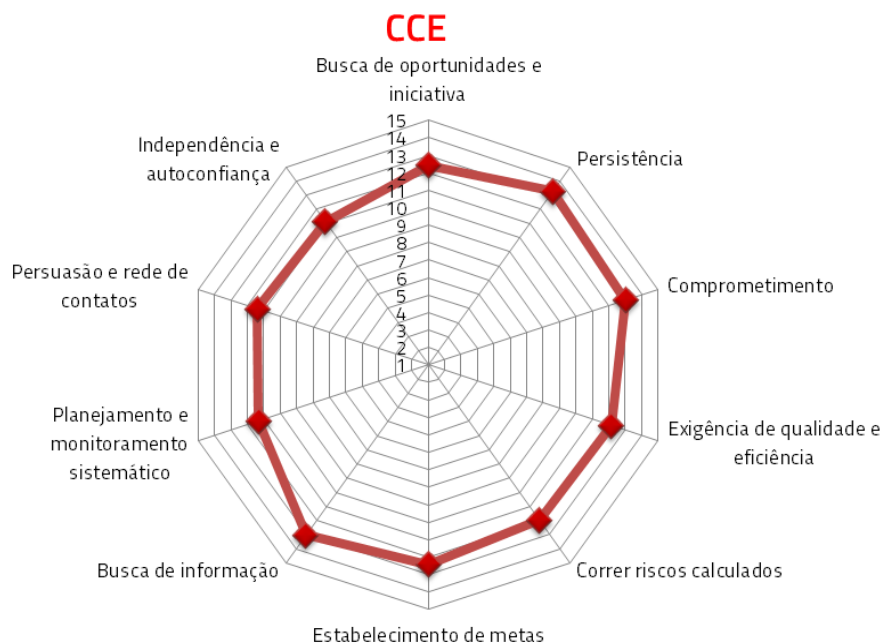 CCE
Busca de oportunidades e
iniciativa
Persistência
Comprometimento
Exigência de qualidade e
eficiência
Correr riscos calculados
Estabelecimento de metas
Busca de informação
Planejamento e
monitoramento
sistemático
Persuasão e rede de
contatos
Independência e
autoconfiança
15
14
13
12
11
10
9
8
7
6
5
4
3
2
1